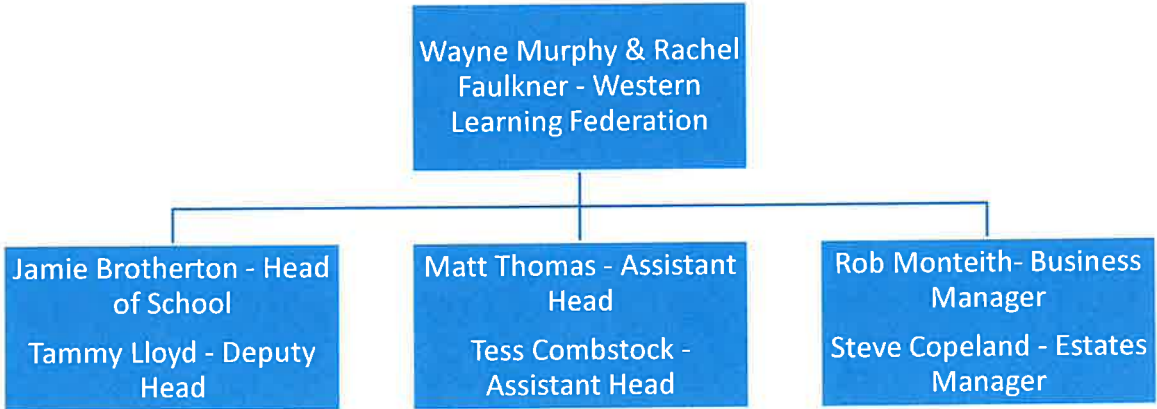 Wayne Murphy & Rachel
Faulkner - Western
Learning Federation
Jamie Brotherton - Head
of School
Tammy Lloyd - Deputy
Head
Matt Thomas - Assistant
Head
Tess Combstock -
Assistant Head
Rob Monteith- Business
Manager
Steve Copeland - Estates
Manager